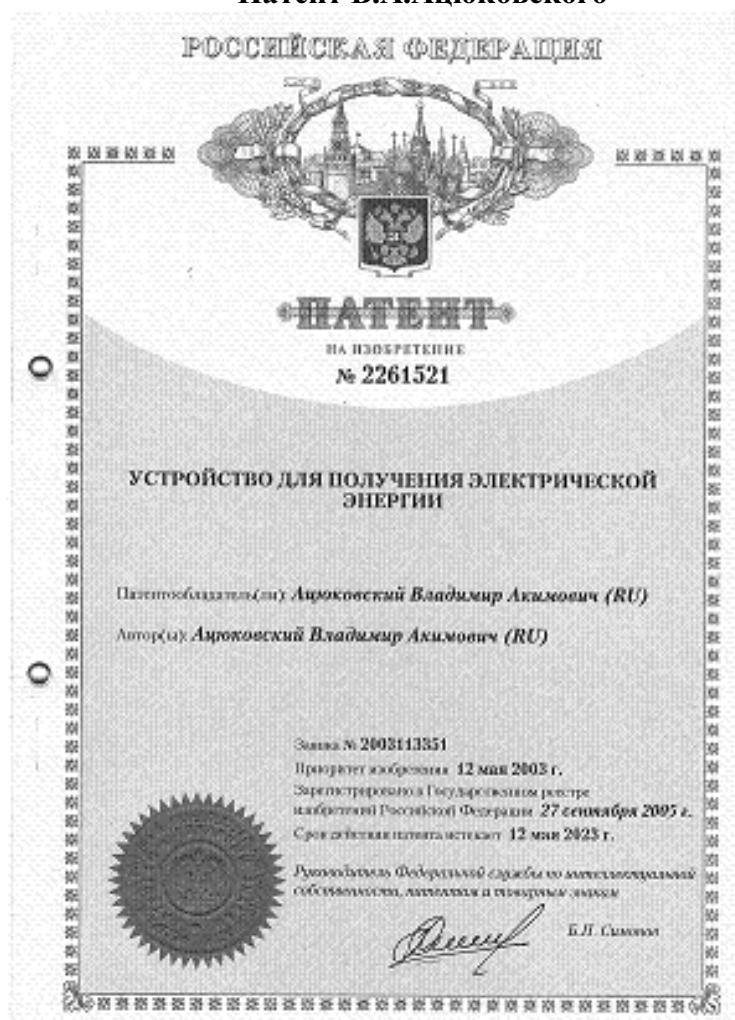 Патент В.А.Ацюковского
РОССИЙСКАЯ ФЕДЕРАЦИЯ
ПАТЕНТ
НА ИЗОБРЕТЕНИЕ
№ 2261521
УСТРОЙСТВО ДЛЯ ПОЛУЧЕНИЯ ЭЛЕКТРИЧЕСКОЙ
ЭНЕРГИИ
Патентообладатель(ли): Ацюковский Владимир Акимович (RU)
Автор(ы): Ацюковский Владимир Акимович (RU)
Заявка № 2003113351
Приоритет изобретения 12 мая 2003 г.
Зарегистрировано в Государственном реестре
изобретений Российской Федерации 27 сентября 2005 г.
Срок действия патента истекает 12 мая 2023 г.
Руководитель Федеральной службы по интеллектуальной
собственности, патентам и товарным знакам
Б.П. Симонов